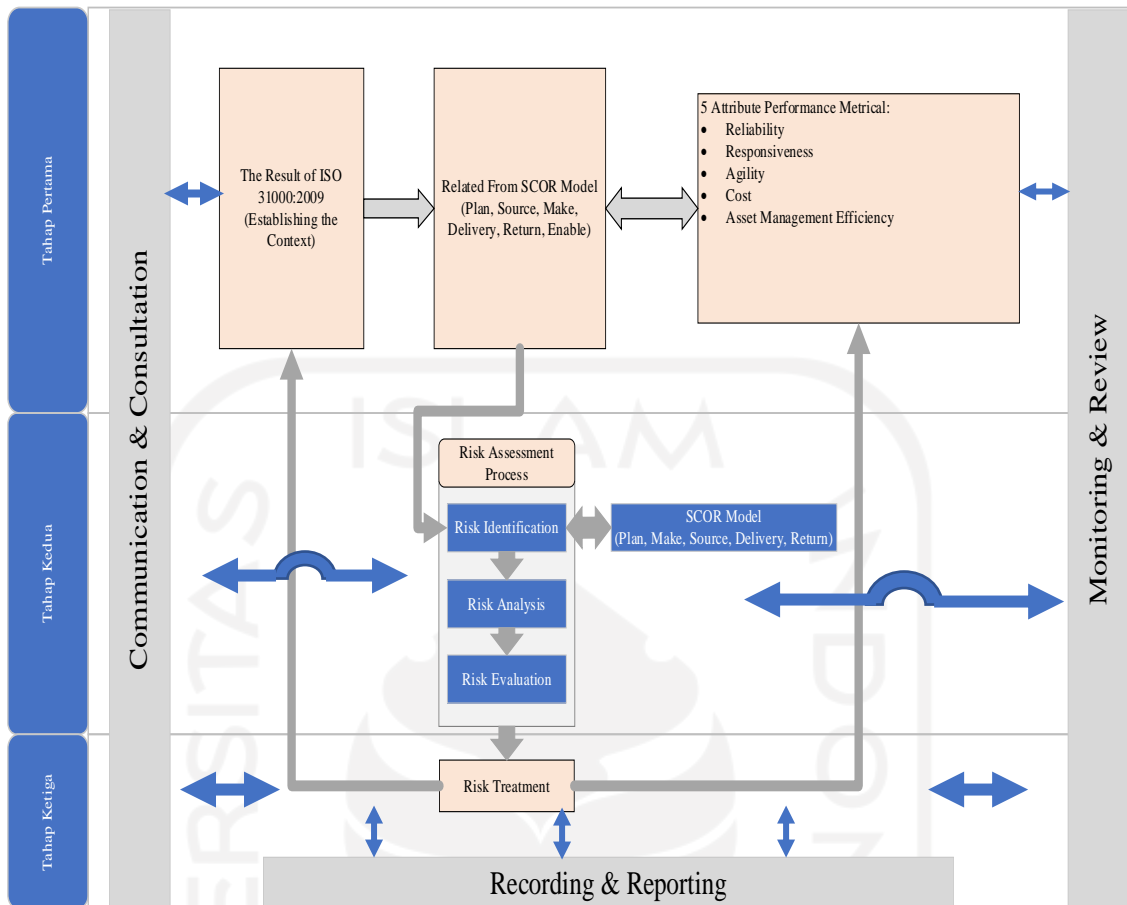 Tahap Pertama
Communication & Consultation
The Result of ISO
31000:2009
(Establishing the
Context)
Related From SCOR Model
(Plan, Source, Make,
Delivery, Return, Enable)
5 Attribute Performance Metrical:
• Reliability
• Responsiveness
• Agility
• Cost
• Asset Management Efficiency
Monitoring & Review
Tahap Kedua
ISLAM
Risk Assessment
Process
Risk Identification
SCOR Model
(Plan, Make, Source, Delivery, Return)
Risk Analysis
Risk Evaluation
Tahap Ketiga
Risk Treatment
Recording & Reporting
ERSITAS
NDON